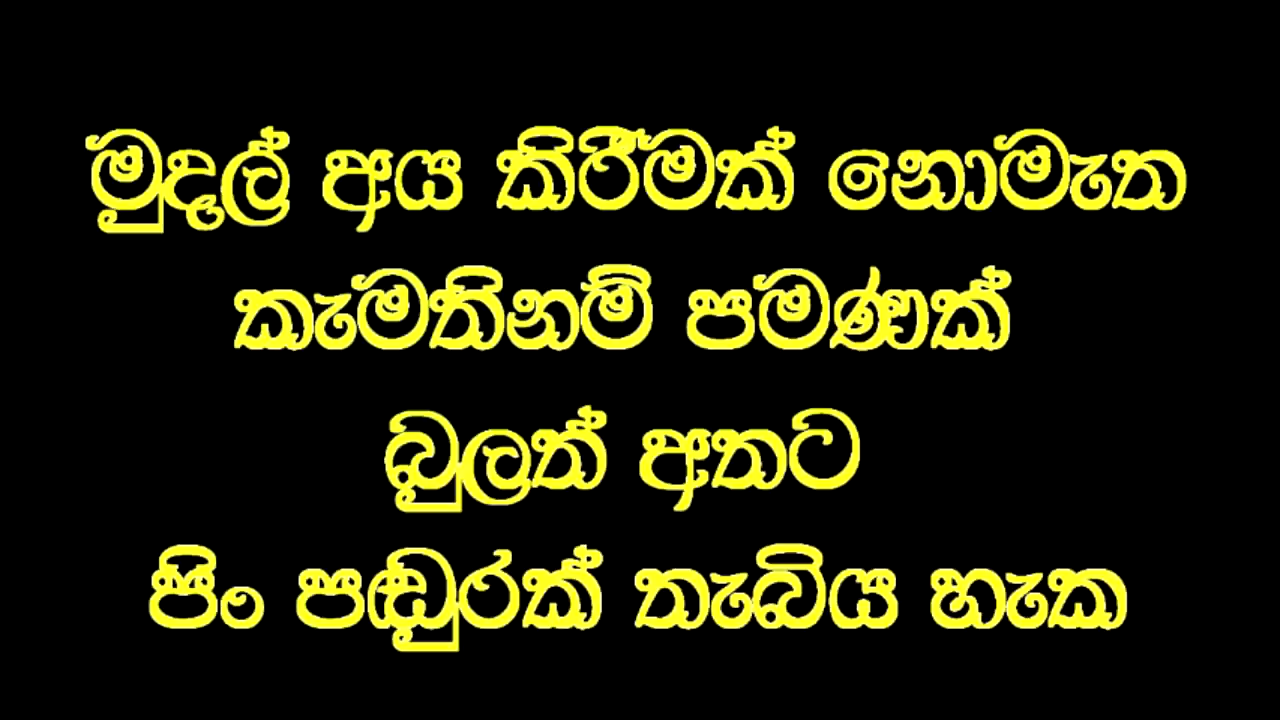 මුදල් අය කිරීමක් නොමැත
කැමතිනම් පමණක්
බුලත් අතට
පිං පඬුරක් තැබිය හැක